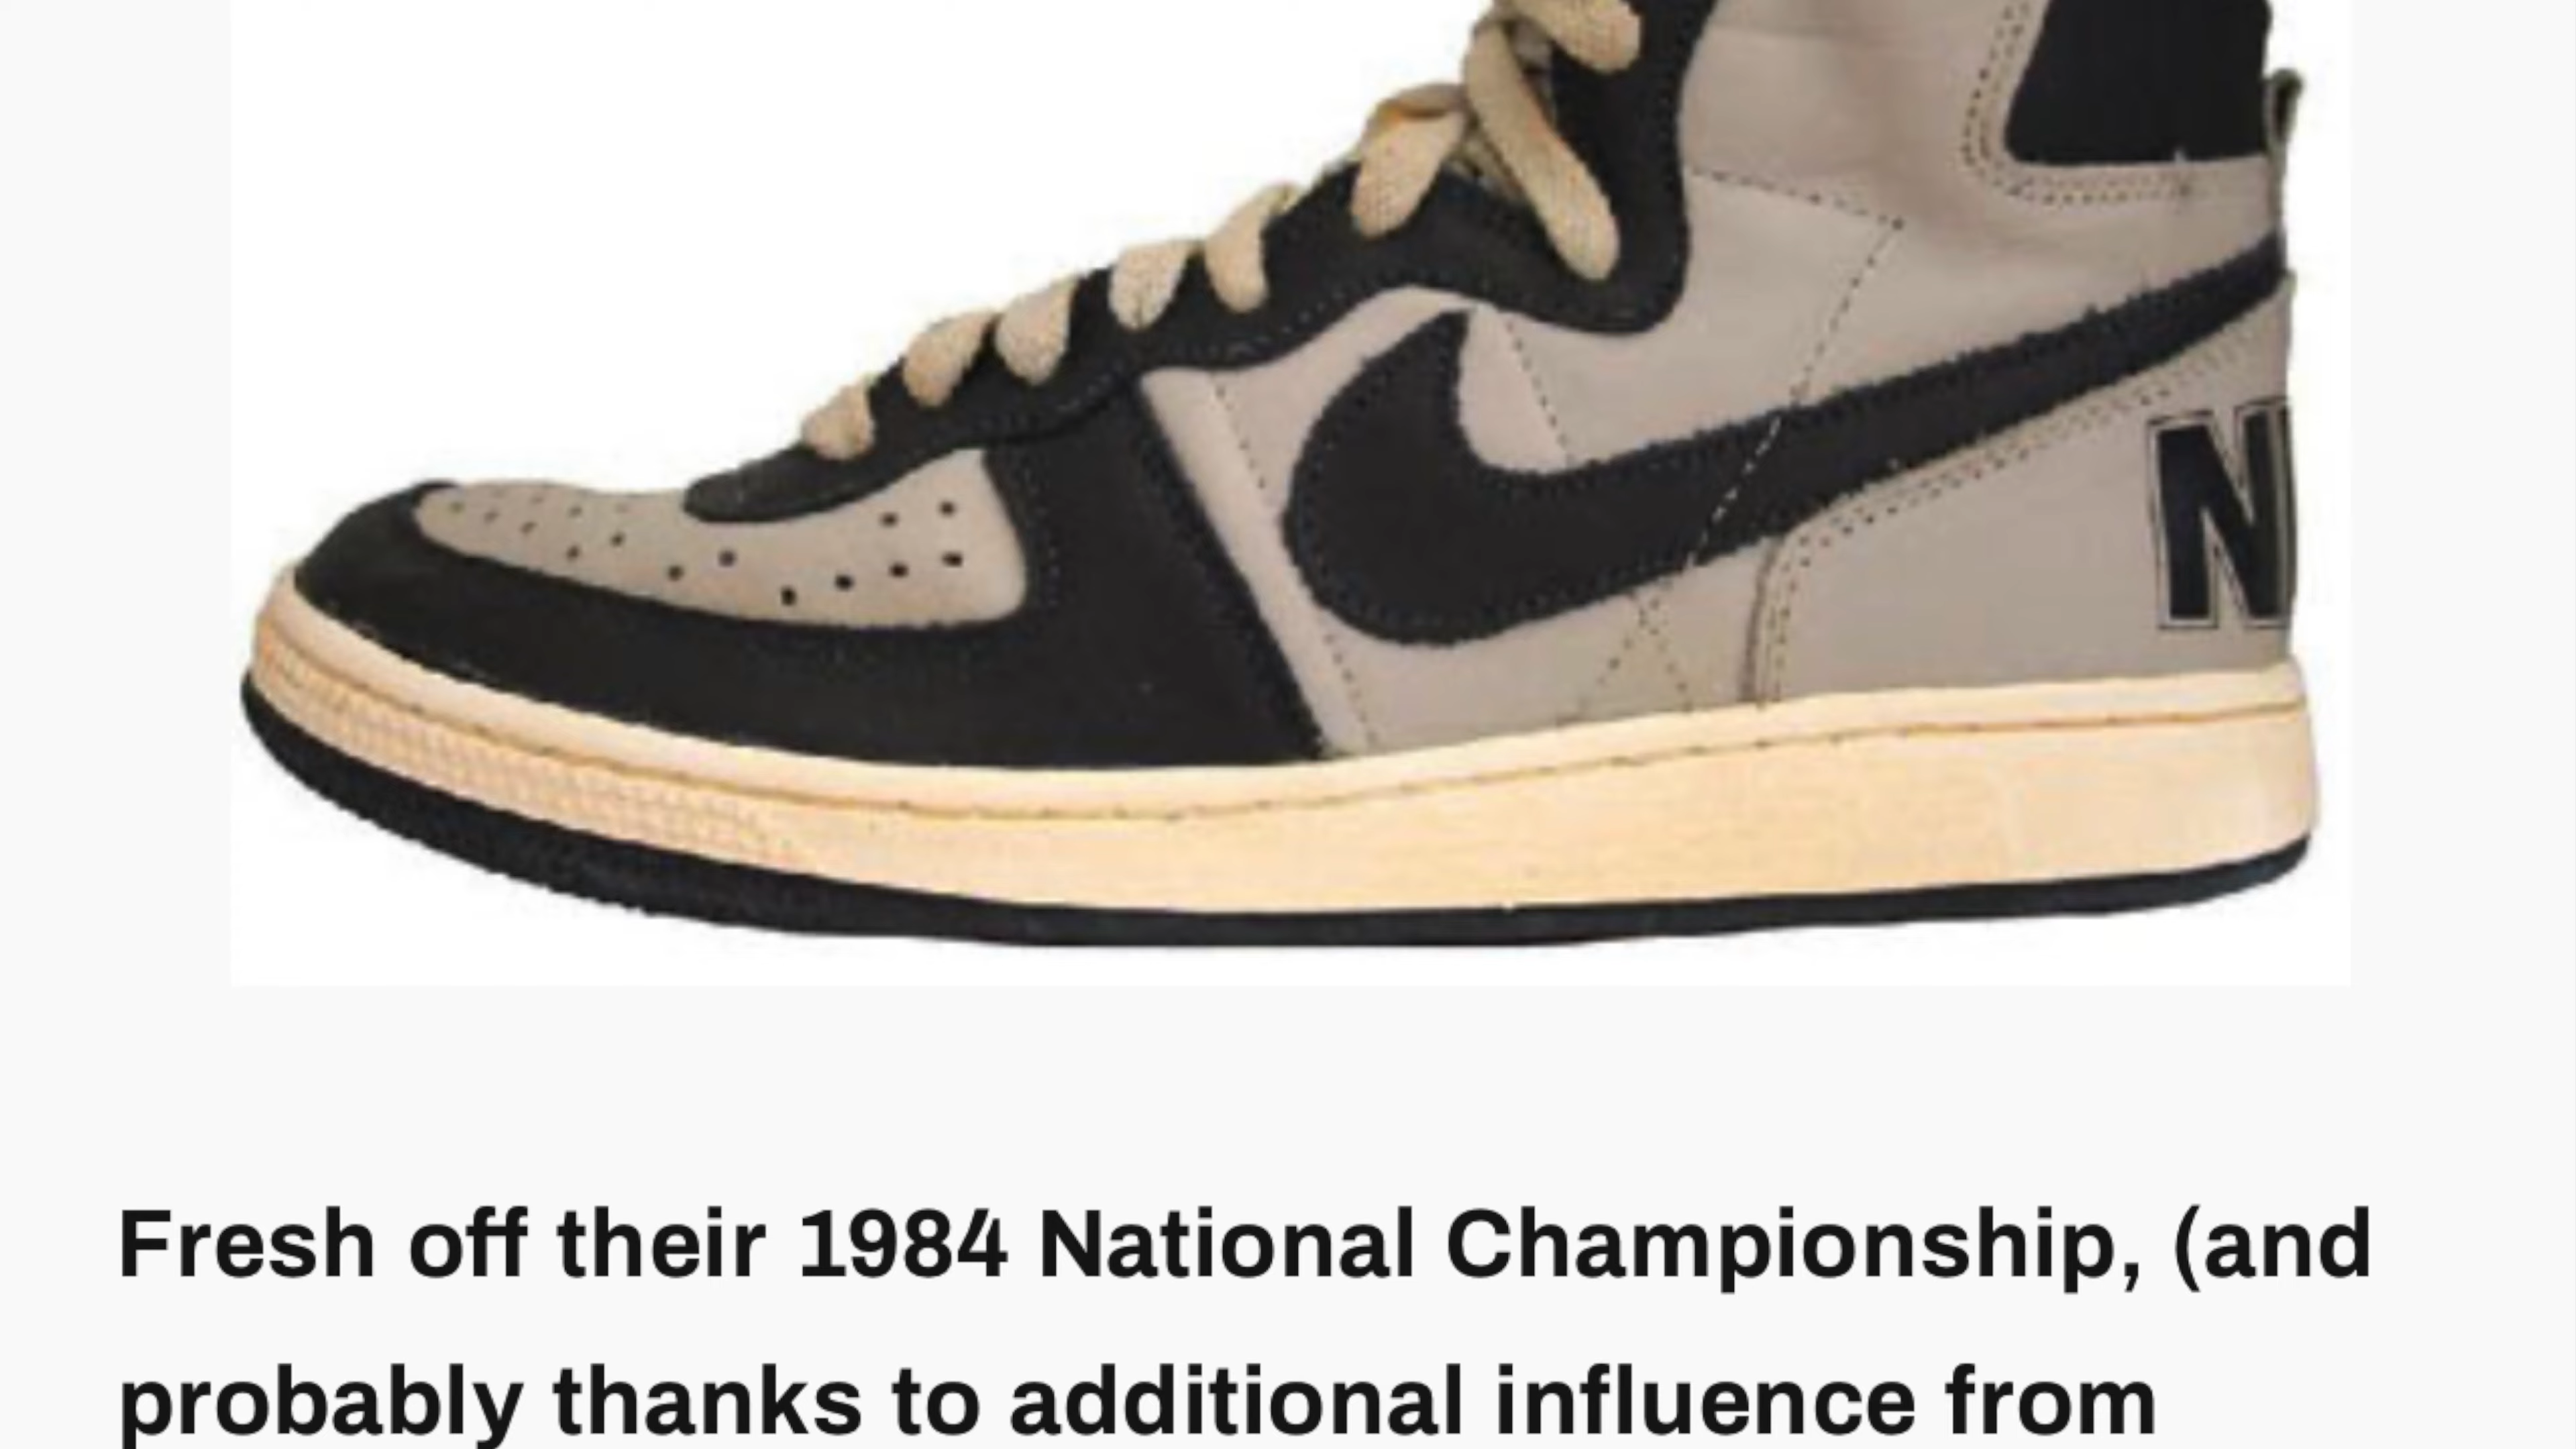 N
Fresh off their 1984 National Championship, (and
probably thanks to additional influence from